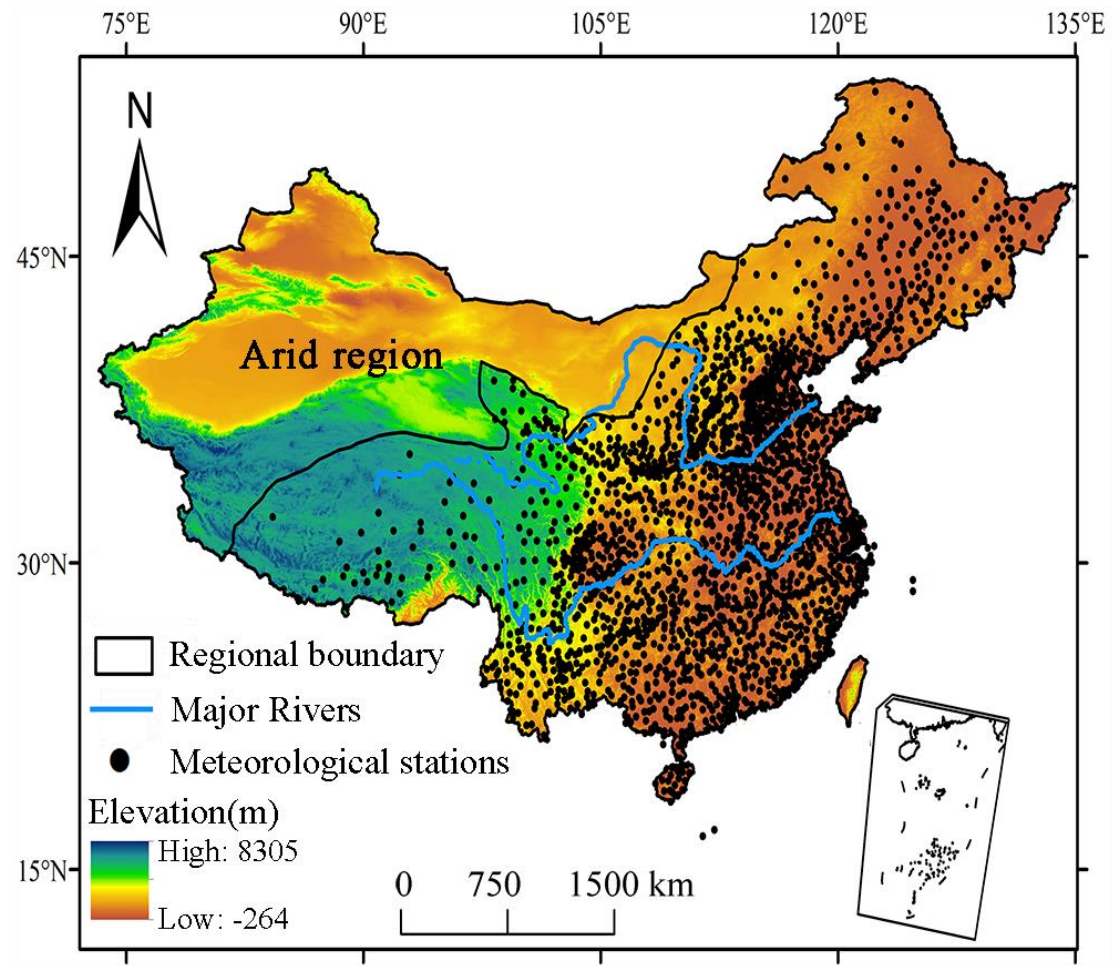 75°E 90°E 105°E 120°E 135°E
N
45°N
Arid region
30°N
Regional boundary
Major Rivers
Meteorological stations
Elevation(m)
High: 8305
15°N
0 750 1500 km
Low: -264